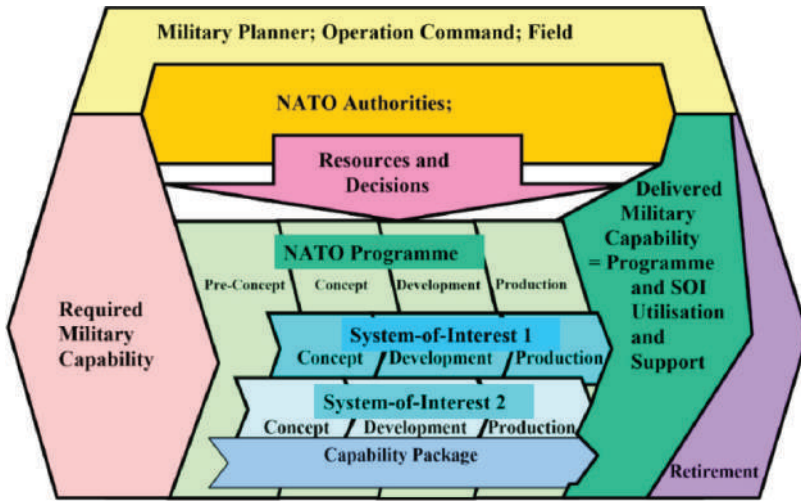 Military Planner; Operation Command; Field
NATO Authorities;
Resources and
Decisions
Required
Military
Capability
NATO Programme
Pre-Concept Concept Development Production
System-of-Interest 1
Concept Development Production
System-of-Interest 2
Concept Development Production
Capability Package
Delivered
Military
Capability
= Programme
and SOI
Utilisation
and
Support
Retirement